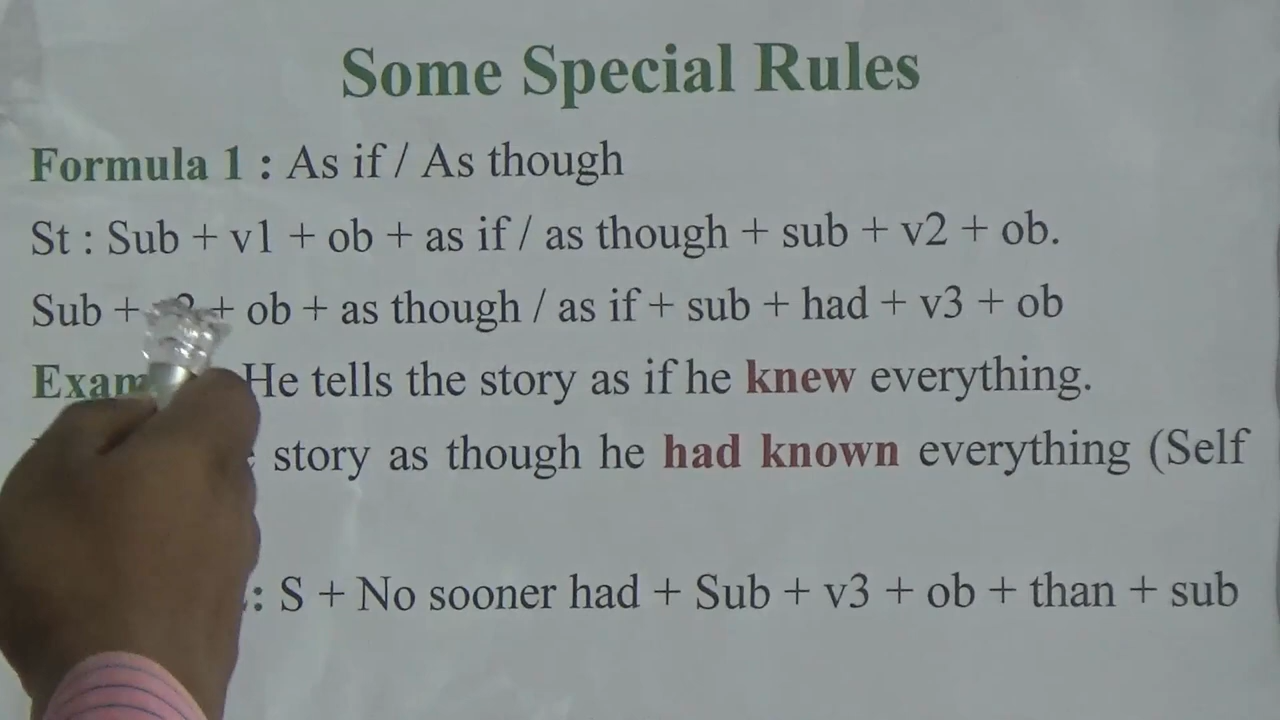 Some Special Rules
Formula 1 : As if / As though
St : Sub + v1 + ob + as if / as though + sub + v2 + ob.
Sub + + ob + as though / as if + sub + had + v3 + ob
He tells the story as if he knew everything.
story as though he had known everything (Self
: S + No sooner had + Sub + v3 + ob + than + sub